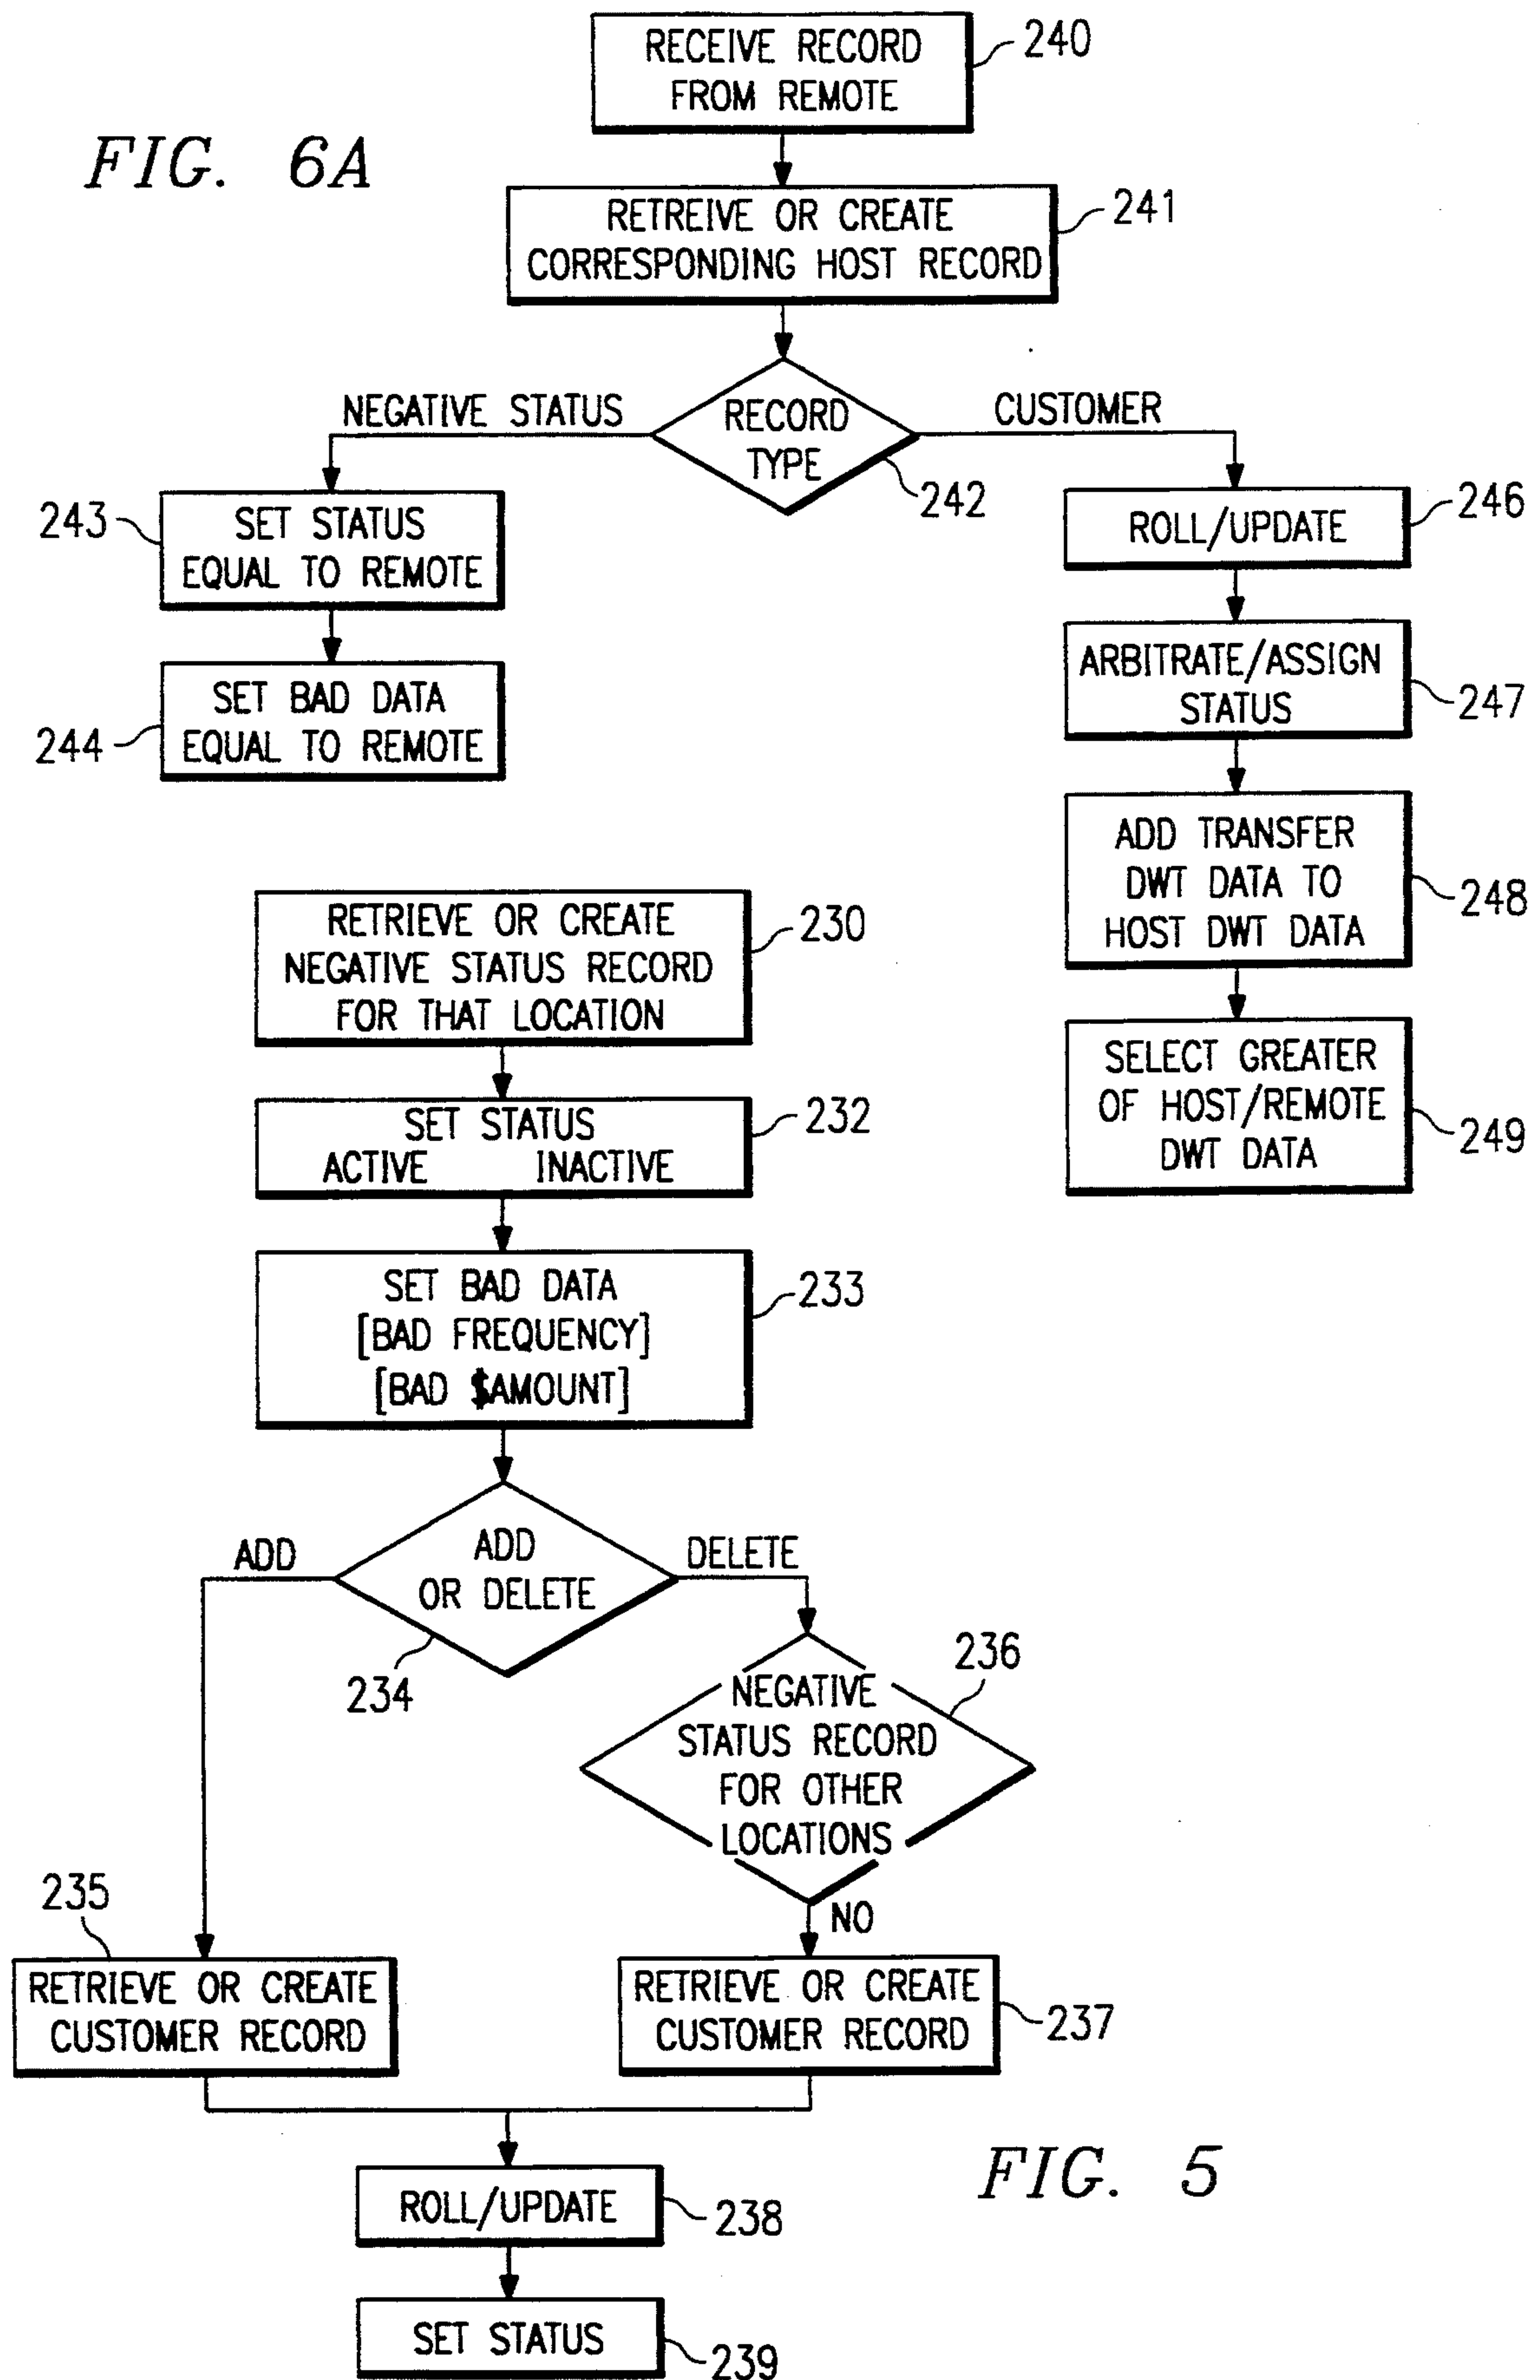 FIG. 6A
RECEIVE RECORD
FROM REMOTE
240
RETREIVE OR CREATE
CORRESPONDING HOST RECORD
241
RECORD
TYPE
242
NEGATIVE STATUS
CUSTOMER
243
SET STATUS
EQUAL TO REMOTE
244
SET BAD DATA
EQUAL TO REMOTE
ROLL/UPDATE
246
ARBITRATE/ASSIGN
STATUS
247
ADD TRANSFER
DWT DATA TO
HOST DWT DATA
248
SELECT GREATER
OF HOST/REMOTE
DWT DATA
249
RETRIEVE OR CREATE
NEGATIVE STATUS RECORD
FOR THAT LOCATION
230
SET STATUS
ACTIVE INACTIVE
232
SET BAD DATA
[BAD FREQUENCY]
[BAD $AMOUNT]
233
ADD
OR DELETE
234
ADD
DELETE
NEGATIVE
STATUS RECORD
FOR OTHER
LOCATIONS
236
NO
235
RETRIEVE OR CREATE
CUSTOMER RECORD
RETRIEVE OR CREATE
CUSTOMER RECORD
237
ROLL/UPDATE
238
SET STATUS
239
FIG. 5